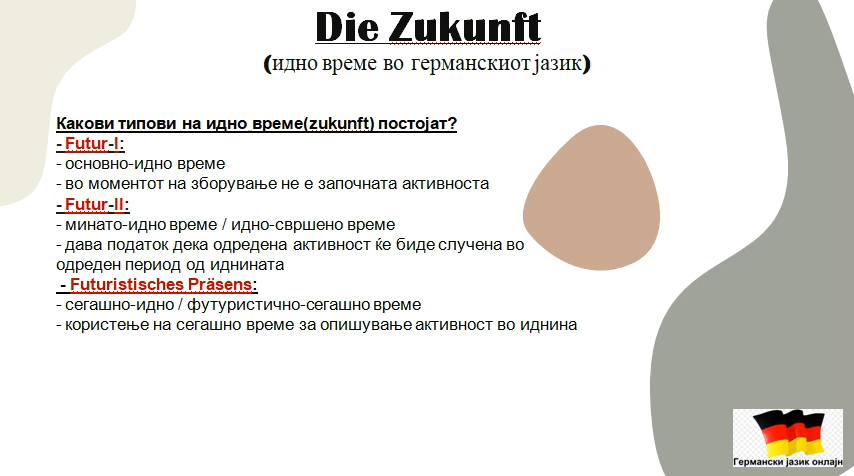 Die Zukunft
(идно време во германскиот јазик)
Какови типови на идно време(zukunft) постојат?
- Futur-I:
- основно-идно време
- во моментот на зборување не е започната активноста
- Futur-II:
- минато-идно време / идно-свршено време
- дава податок дека одредена активност ќе биде случена во
одреден период од иднината
- Futuristisches Präsens:
- сегашно-идно / футуристично-сегашно време
- користење на сегашно време за опишување активност во иднина
Германски јазик онлајн